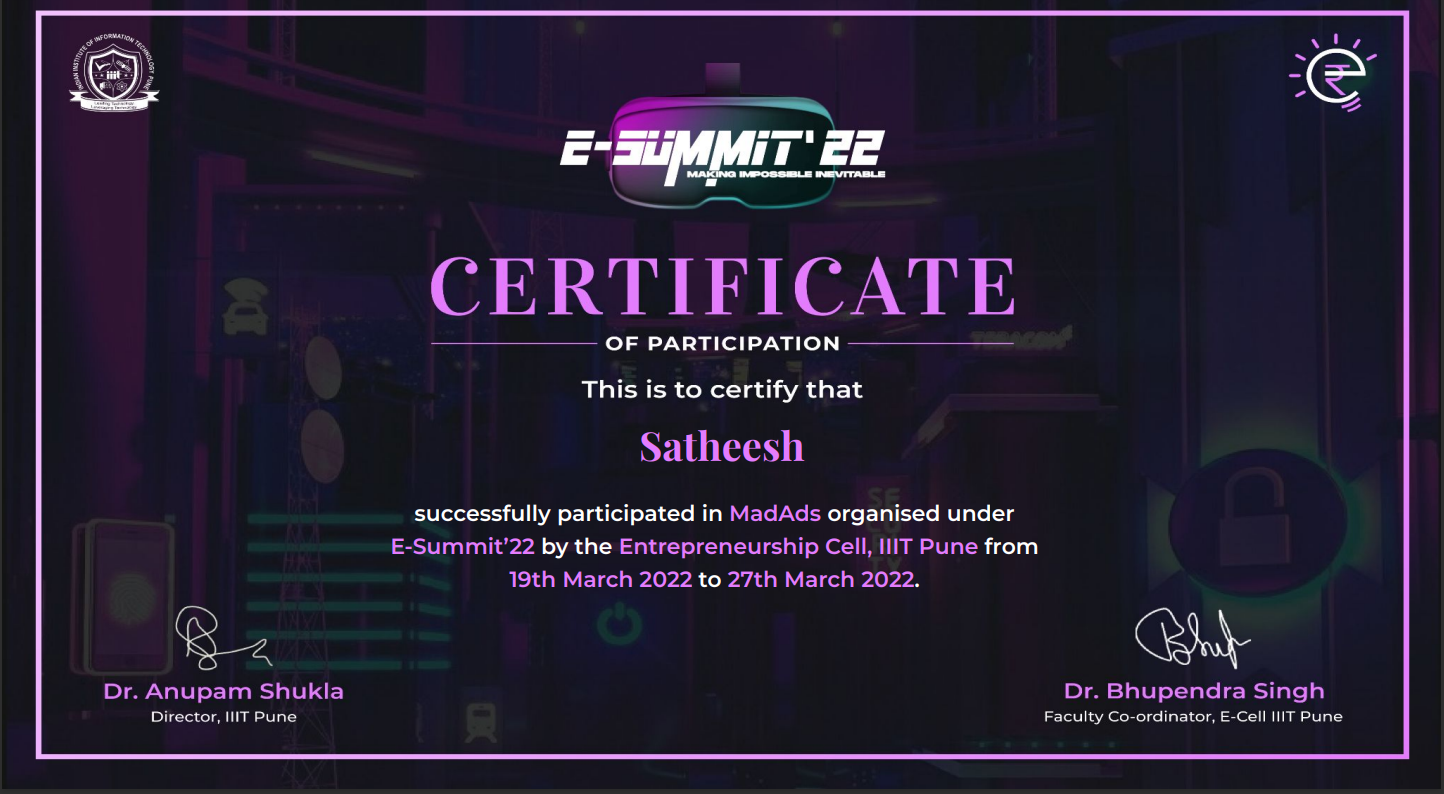 INDIAN INSTITUTE OF INFORMATION TECHNOLOGY PUNE
iiit
Leading Technology
E-SUMMIT'22
MAKING IMPOSSIBLE INEVITABLE
CERTIFICATE
OF PARTICIPATION
This is to certify that
Satheesh
successfully participated in MadAds organised under
E-Summit’22 by the Entrepreneurship Cell, IIIT Pune from
19th March 2022 to 27th March 2022.
Dr. Anupam Shukla
Director, IIIT Pune
Dr. Bhupendra Singh
Faculty Co-ordinator, E-Cell IIIT Pune